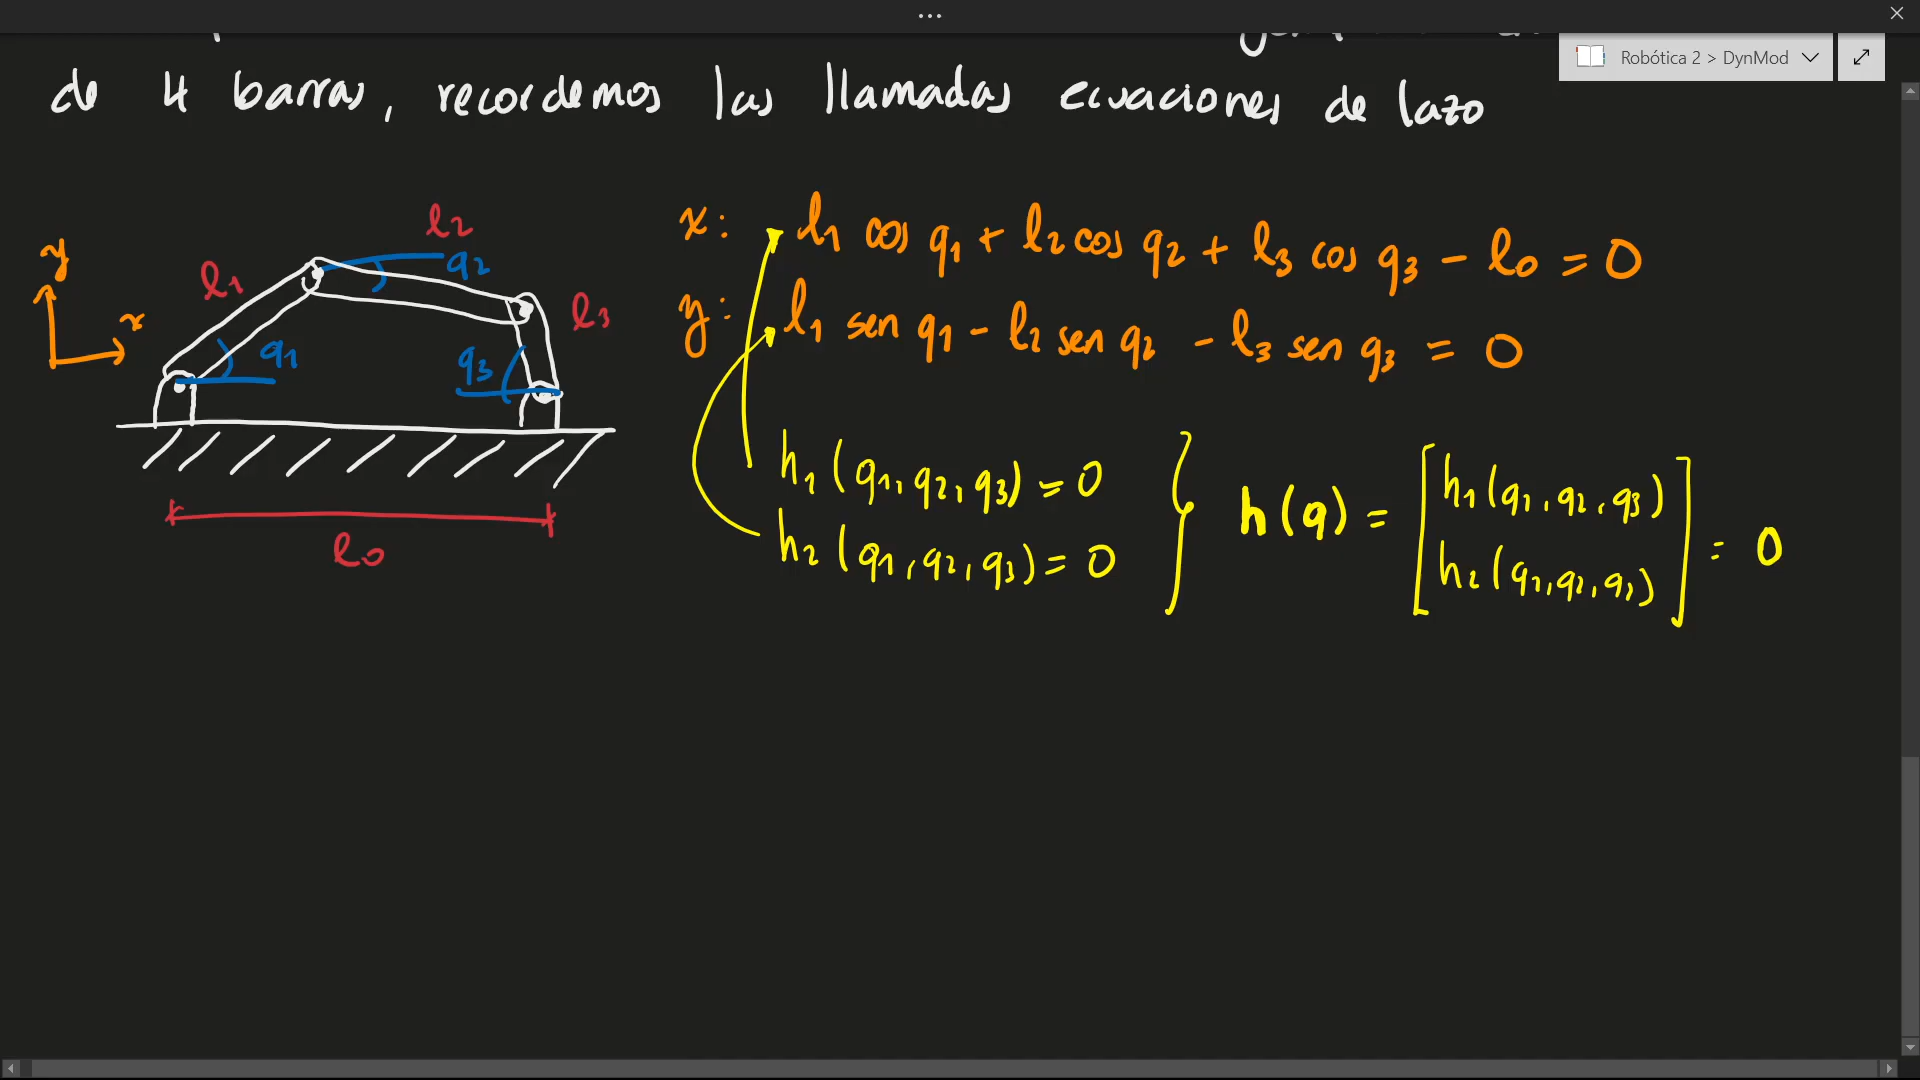 Robótica 2 > DynMod
de 4 barras, recordemos las llamadas ecuaciones de lazo
y
x
l1
l2
q2
l3
q1
q3
l0
x: l1 cos q1 + l2 cos q2 + l3 cos q3 - l0 = 0
y: l1 sen q1 - l2 sen q2 - l3 sen q3 = 0
h1(q1, q2, q3) = 0
h2(q1, q2, q3) = 0
h(q) = [h1(q1, q2, q3)
h2(q1, q2, q3)] = 0